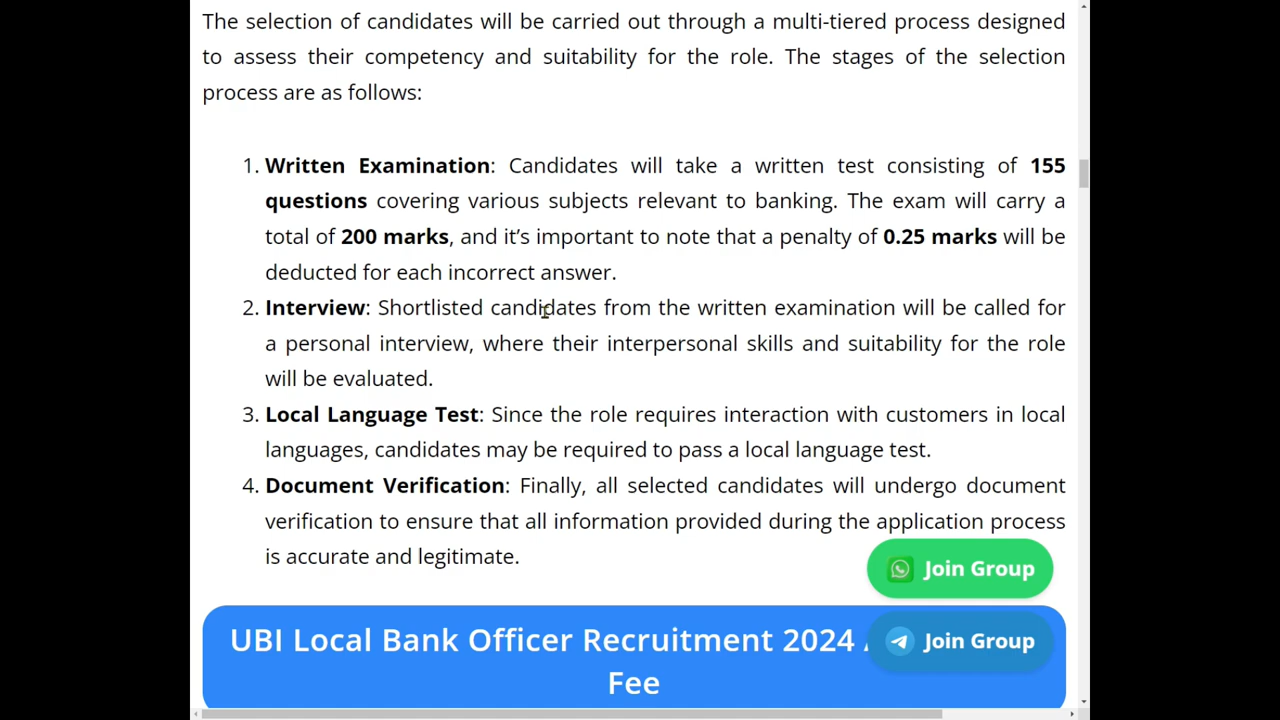 The selection of candidates will be carried out through a multi-tiered process designed
to assess their competency and suitability for the role. The stages of the selection
process are as follows:
1. Written Examination: Candidates will take a written test consisting of 155
questions covering various subjects relevant to banking. The exam will carry a
total of 200 marks, and it’s important to note that a penalty of 0.25 marks will be
deducted for each incorrect answer.
2. Interview: Shortlisted candidates from the written examination will be called for
a personal interview, where their interpersonal skills and suitability for the role
will be evaluated.
3. Local Language Test: Since the role requires interaction with customers in local
languages, candidates may be required to pass a local language test.
4. Document Verification: Finally, all selected candidates will undergo document
verification to ensure that all information provided during the application process
is accurate and legitimate.
Join Group
UBI Local Bank Officer Recruitment 2024
Join Group
Fee